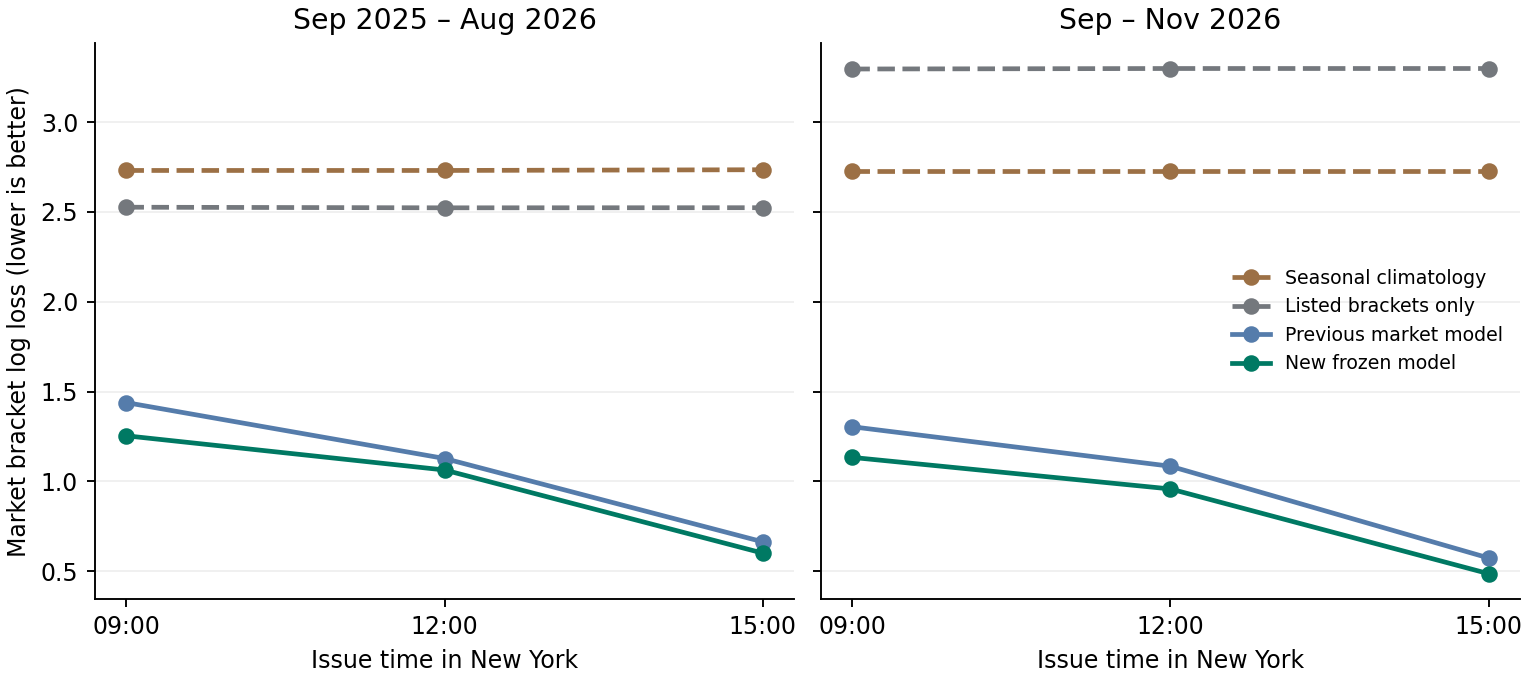 Sep 2025 – Aug 2026
Sep – Nov 2026
Market bracket log loss (lower is better)
3.0
2.5
2.0
1.5
1.0
0.5
Seasonal climatology
Listed brackets only
Previous market model
New frozen model
09:00
12:00
15:00
09:00
12:00
15:00
Issue time in New York
Issue time in New York